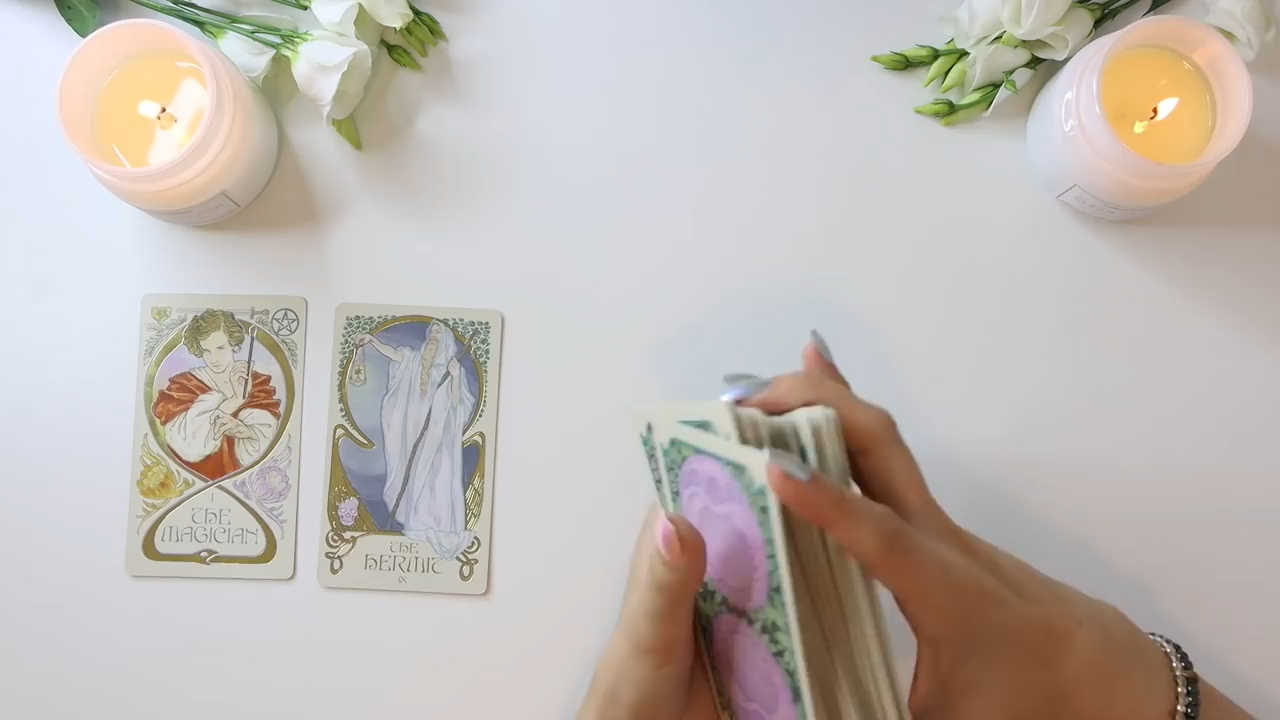 I
THE
MAGICIAN
THE
HERMIT
IX